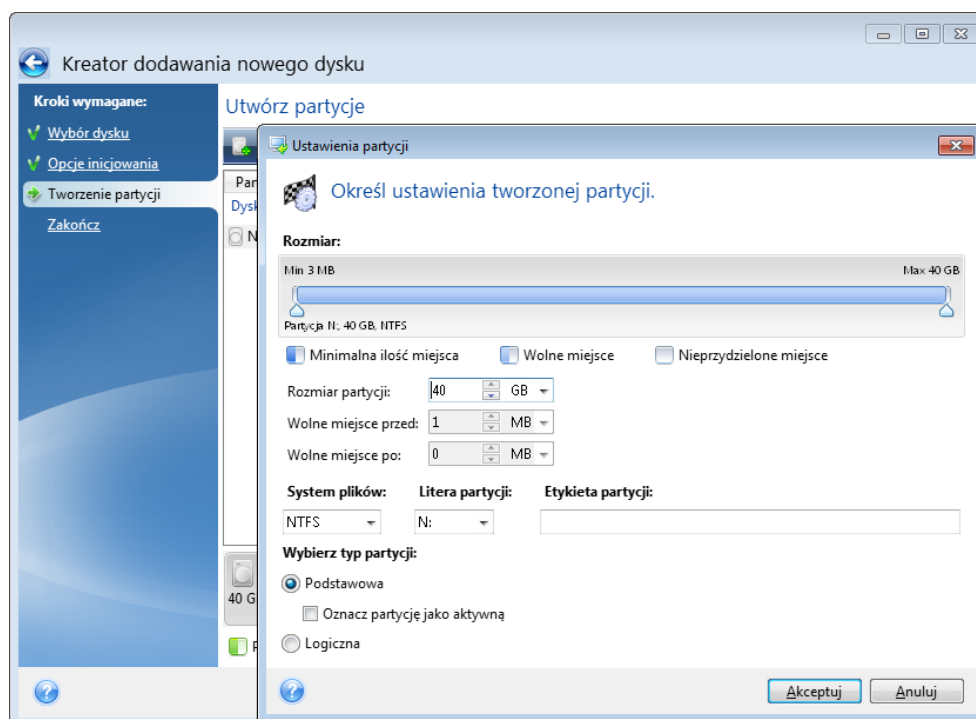 Kreator dodawania nowego dysku
Kroki wymagane:
Wybór dysku
Opcje inicjowania
Tworzenie partycji
Zakończ
Utwórz partycje
Ustawienia partycji
Określ ustawienia tworzonej partycji.
Rozmiar:
Min 3 MB Max 40 GB
Partycja N:, 40 GB, NTFS
Minimalna ilość miejsca Wolne miejsce Nieprzydzielone miejsce
Rozmiar partycji: 40 GB
Wolne miejsce przed: 1 MB
Wolne miejsce po: 0 MB
System plików: Litera partycji: Etykieta partycji:
NTFS N:
Wybierz typ partycji:
Podstawowa
Oznacz partycję jako aktywną
Logiczna
40 G
Akceptuj Anuluj